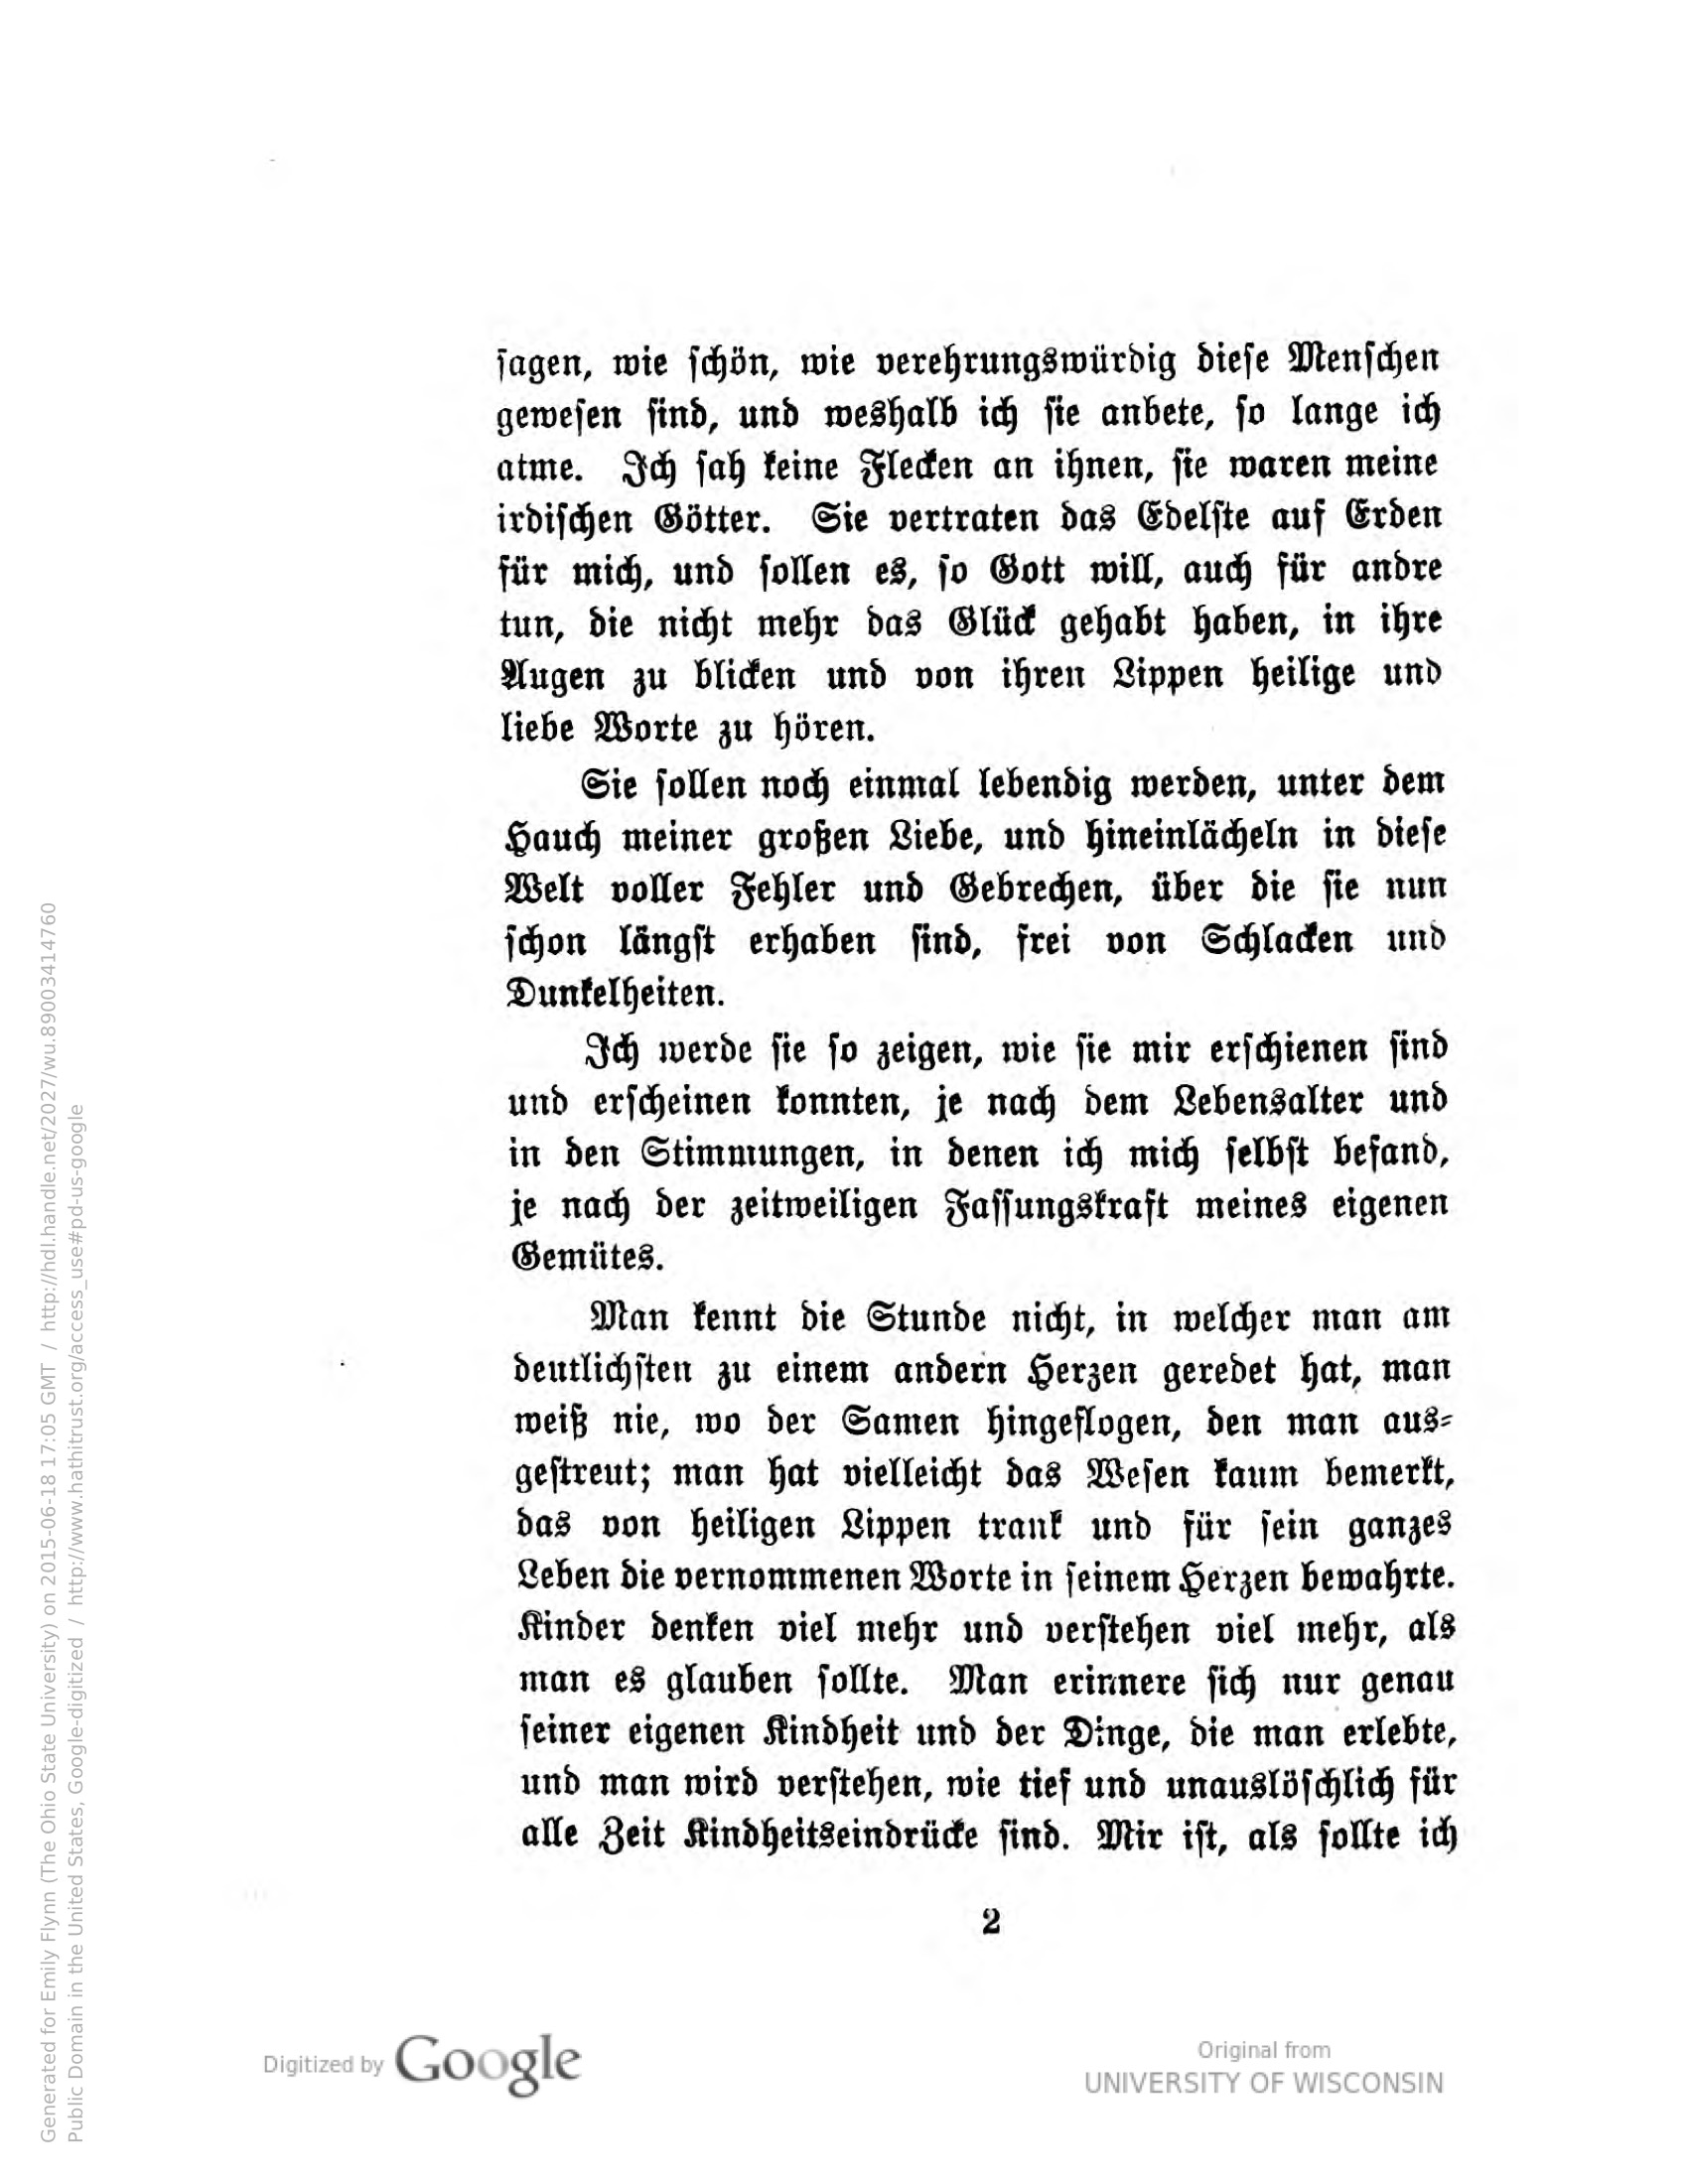 sagen, wie schön, wie verehrungswürdig diese Menschen
gewesen sind, und weshalb ich sie anbete, so lange ich
atme. Ich sah keine Flecken an ihnen, sie waren meine
irdischen Götter. Sie vertraten das Edelste auf Erden
für mich, und sollen es, so Gott will, auch für andre
tun, die nicht mehr das Glück gehabt haben, in ihre
Augen zu blicken und von ihren Lippen heilige und
liebe Worte zu hören.
Sie sollen noch einmal lebendig werden, unter dem
Hauch meiner großen Liebe, und hineinlächeln in diese
Welt voller Fehler und Gebrechen, über die sie nun
schon längst erhaben sind, frei von Schlacken und
Dunkelheiten.
Ich werde sie so zeigen, wie sie mir erschienen sind
und erscheinen konnten, je nach dem Lebensalter und
in den Stimmungen, in denen ich mich selbst befand,
je nach der zeitweiligen Fassungskraft meines eigenen
Gemütes.
Man kennt die Stunde nicht, in welcher man am
deutlichsten zu einem andern Herzen geredet hat, man
weiß nie, wo der Samen hingeflogen, den man aus-
gestreut; man hat vielleicht das Wesen kaum bemerkt,
das von heiligen Lippen trank und für sein ganzes
Leben die vernommenen Worte in seinem Herzen bewahrte.
Kinder denken viel mehr und verstehen viel mehr, als
man es glauben sollte. Man erinnere sich nur genau
seiner eigenen Kindheit und der Dinge, die man erlebte,
und man wird verstehen, wie tief und unauslöschlich für
alle Zeit Kindheitseindrücke sind. Mir ist, als sollte ich
2
Digitized by Google
Original from
UNIVERSITY OF WISCONSIN
Generated for Emily Flynn (The Ohio State University) on 2015-06-18 17:05 GMT / http://hdl.handle.net/2027/wu.89003414760
Public Domain in the United States, Google-digitized / http://www.hathitrust.org/access_use#pd-us-google